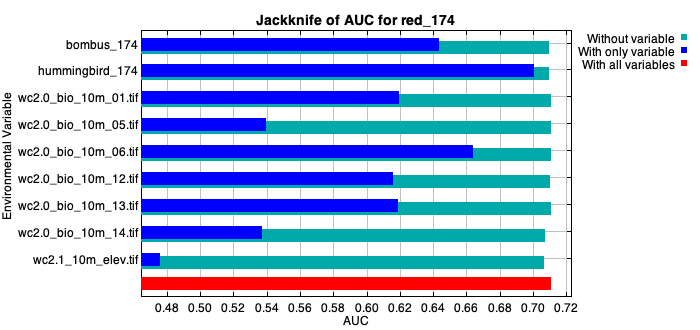 Jackknife of AUC for red_174
Without variable
With only variable
With all variables
Environmental Variable
bombus_174
hummingbird_174
wc2.0_bio_10m_01.tif
wc2.0_bio_10m_05.tif
wc2.0_bio_10m_06.tif
wc2.0_bio_10m_12.tif
wc2.0_bio_10m_13.tif
wc2.0_bio_10m_14.tif
wc2.1_10m_elev.tif
0.48 0.50 0.52 0.54 0.56 0.58 0.60 0.62 0.64 0.66 0.68 0.70 0.72
AUC